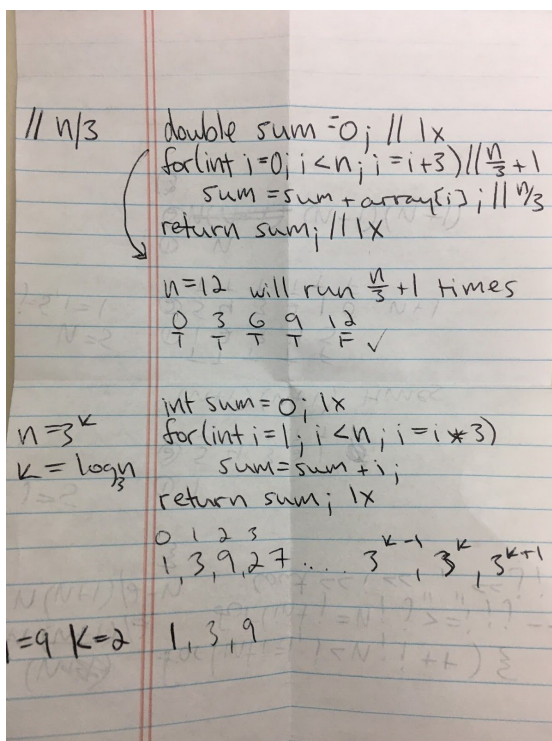 // n/3 double sum =0; // 1x
for(int i=0; i<n; i=i+3)//n/3+1
sum=sum+array[i]; // n/3
return sum; // 1x
n=12 will run n/3+1 times
0 3 6 9 12
T T T T F ✓
int sum=0; 1x
n=3^k for(int i=1; i<n; i=i*3)
k=log₃n sum=sum+i;
return sum; 1x
0 1 2 3
1,3,9,27 .... 3^k-1, 3^k, 3^k+1
=9 k=2 1,3,9